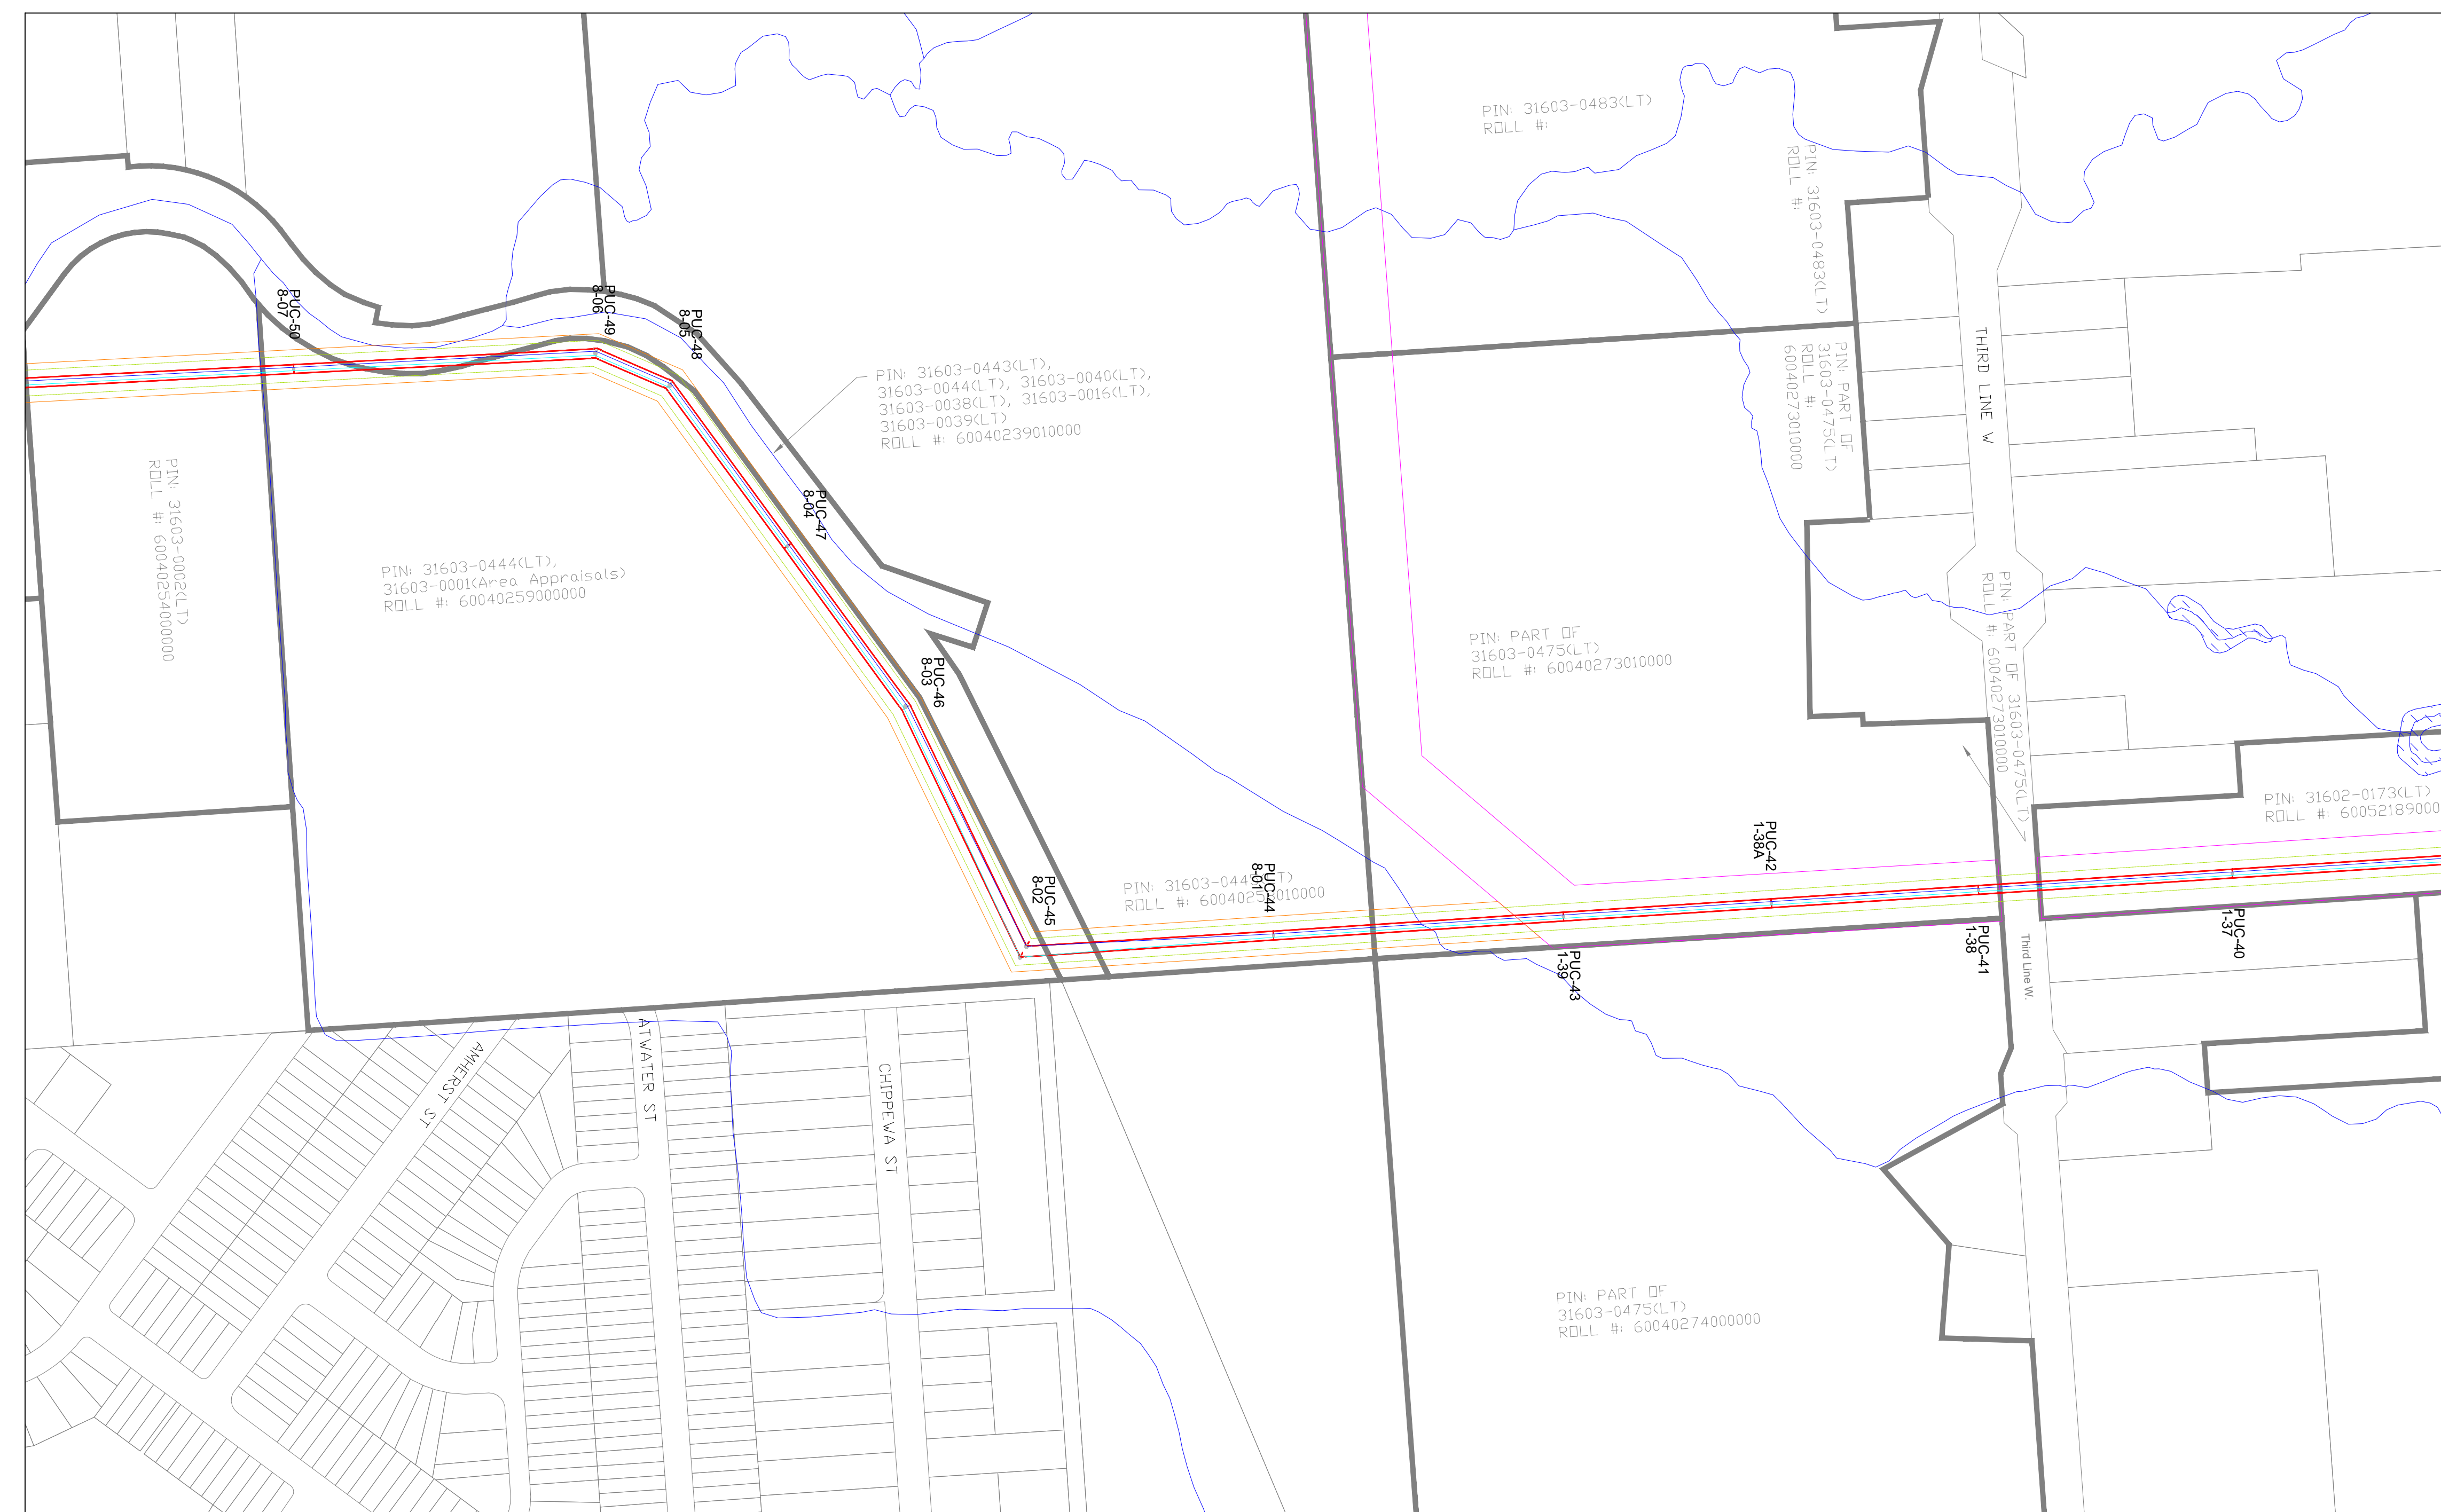 PIN: 31603-0483(LT)
ROLL #:
PIN: 31603-0483(LT)
ROLL #:
THIRD LINE W
PUC-50
8-07
PUC-49
8-06
PUC-48
8-05
PIN: 31603-0443(LT),
31603-0044(LT), 31603-0040(LT),
31603-0038(LT), 31603-0016(LT),
31603-0039(LT)
ROLL #: 60040239010000
PIN: PART OF
31603-0475(LT)
ROLL #:
60040273010000
PIN: 31603-0002(LT)
ROLL #: 60040254000000
PUC-47
8-04
PIN: 31603-0444(LT),
31603-0001(Area Appraisals)
ROLL #: 60040259000000
PUC-46
8-03
PIN: PART OF
31603-0475(LT)
ROLL #: 60040273010000
PIN: PART OF 31603-0475(LT)
ROLL #: 60040273010000
PIN: 31602-0173(LT)
ROLL #: 60052189000
PUC-45
8-02
PIN: 31603-044
ROLL #:
PUC-44
8-01
PUC-42
1-38A
PUC-43
1-39
PUC-41
1-38
Third Line W.
PUC-40
1-37
AMHERST ST
ATWATER ST
CHIPPEWA ST
PIN: PART OF
31603-0475(LT)
ROLL #: 60040274000000